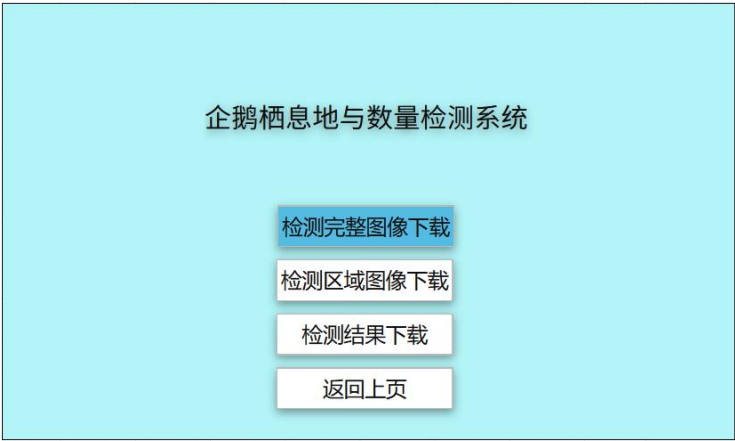 企鹅栖息地与数量检测系统
检测完整图像下载
检测区域图像下载
检测结果下载
返回上页